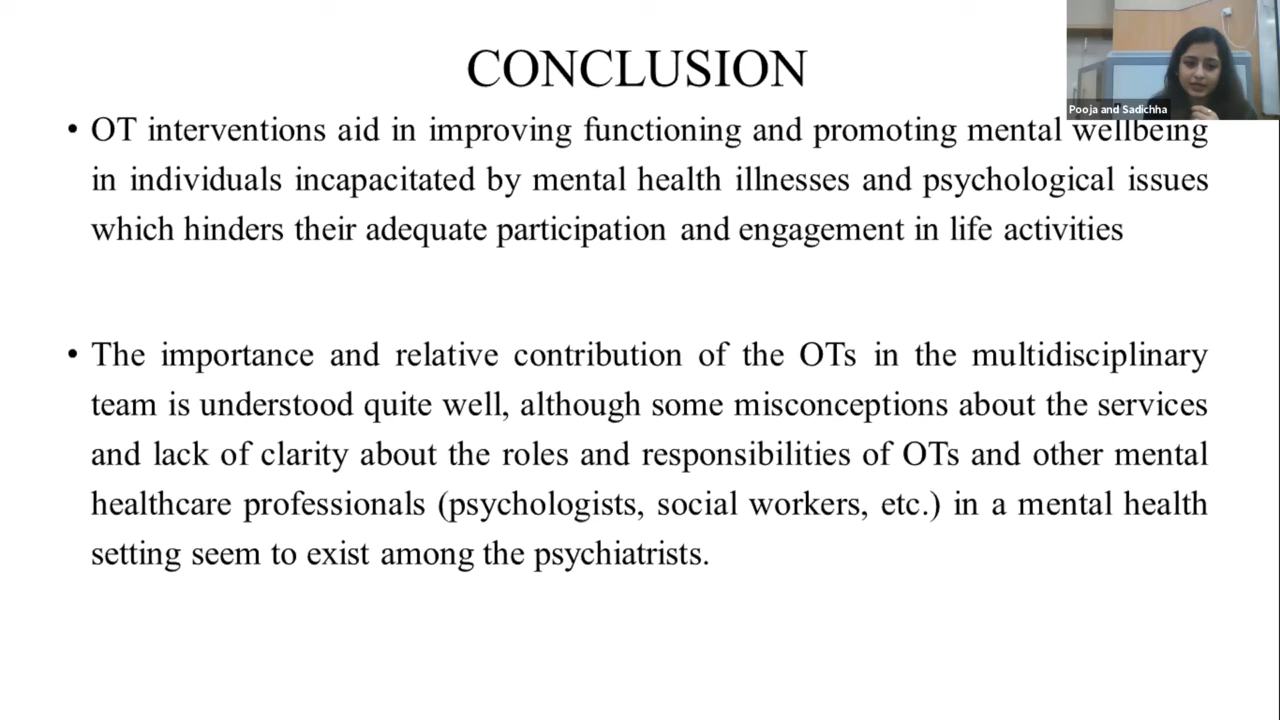 CONCLUSION
Pooja and Sadichha
• OT interventions aid in improving functioning and promoting mental wellbeing
in individuals incapacitated by mental health illnesses and psychological issues
which hinders their adequate participation and engagement in life activities
• The importance and relative contribution of the OTs in the multidisciplinary
team is understood quite well, although some misconceptions about the services
and lack of clarity about the roles and responsibilities of OTs and other mental
healthcare professionals (psychologists, social workers, etc.) in a mental health
setting seem to exist among the psychiatrists.